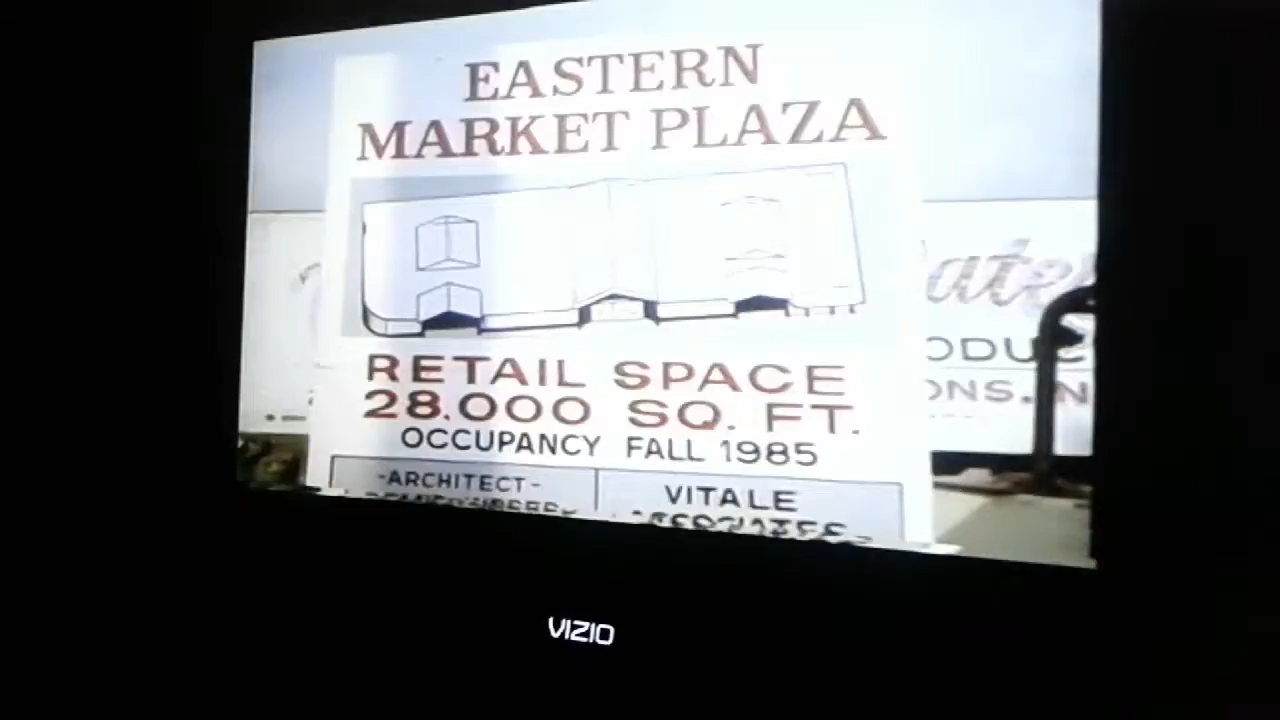 EASTERN
MARKET PLAZA
RETAIL SPACE
28.000 SQ. FT.
OCCUPANCY FALL 1985
-ARCHITECT-
VITALE
VIZIO